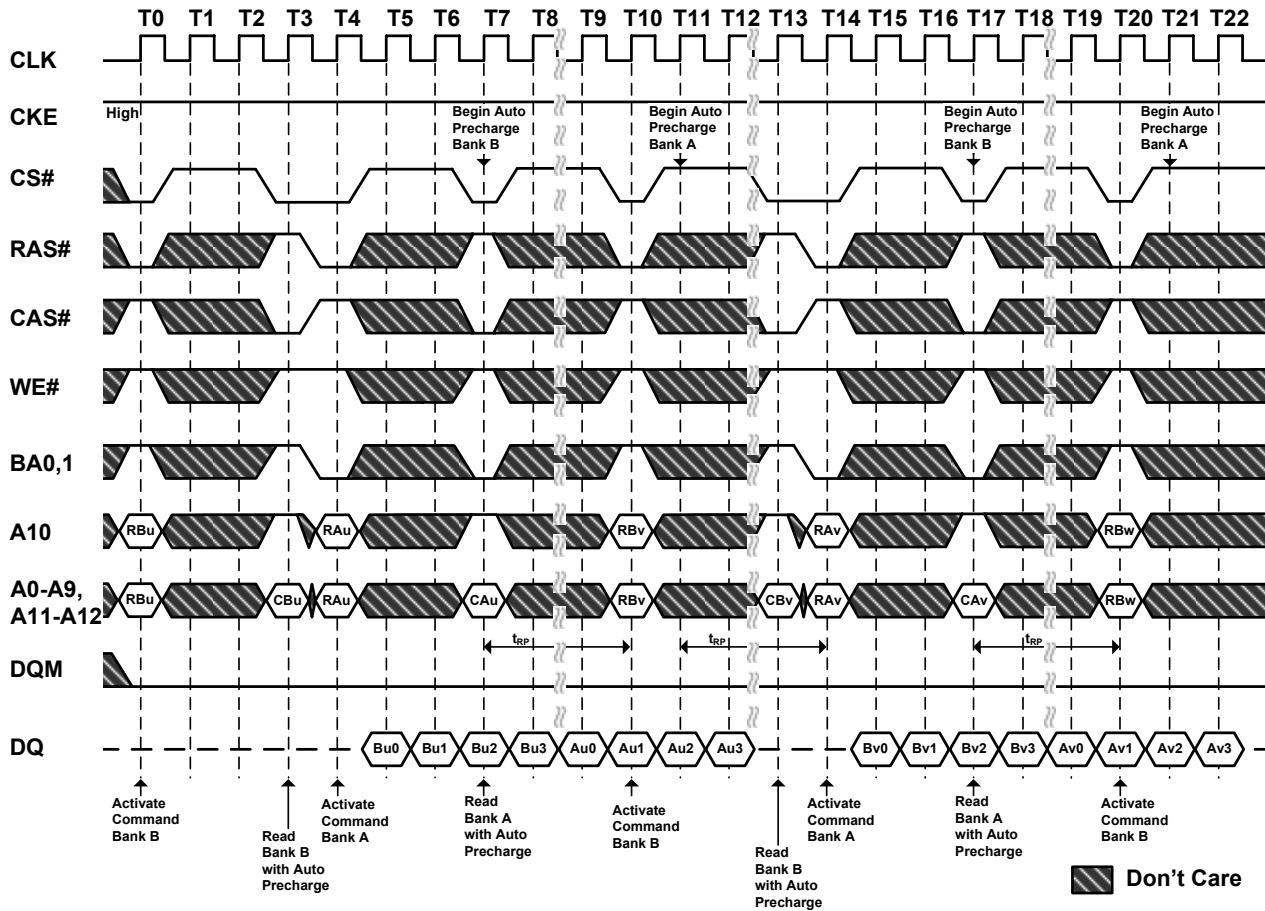 T0 T1 T2 T3 T4 T5 T6 T7 T8 T9 T10 T11 T12 T13 T14 T15 T16 T17 T18 T19 T20 T21 T22
CLK
CKE
High
Begin Auto
Precharge
Bank B
Begin Auto
Precharge
Bank A
Begin Auto
Precharge
Bank B
Begin Auto
Precharge
Bank A
CS#
RAS#
CAS#
WE#
BA0,1
A10
RBu RAu RBv RAv RBw
A0-A9,
A11-A12
RBu CBu RAu CAu RBv CBv RAv CAv RBw
tRP tRP tRP
DQM
DQ
Bu0 Bu1 Bu2 Bu3 Au0 Au1 Au2 Au3 Bv0 Bv1 Bv2 Bv3 Av0 Av1 Av2 Av3
Activate
Command
Bank B
Read
Bank B
with Auto
Precharge
Activate
Command
Bank A
Read
Bank A
with Auto
Precharge
Activate
Command
Bank B
Read
Bank B
with Auto
Precharge
Activate
Command
Bank A
Read
Bank A
with Auto
Precharge
Activate
Command
Bank B
Don't Care